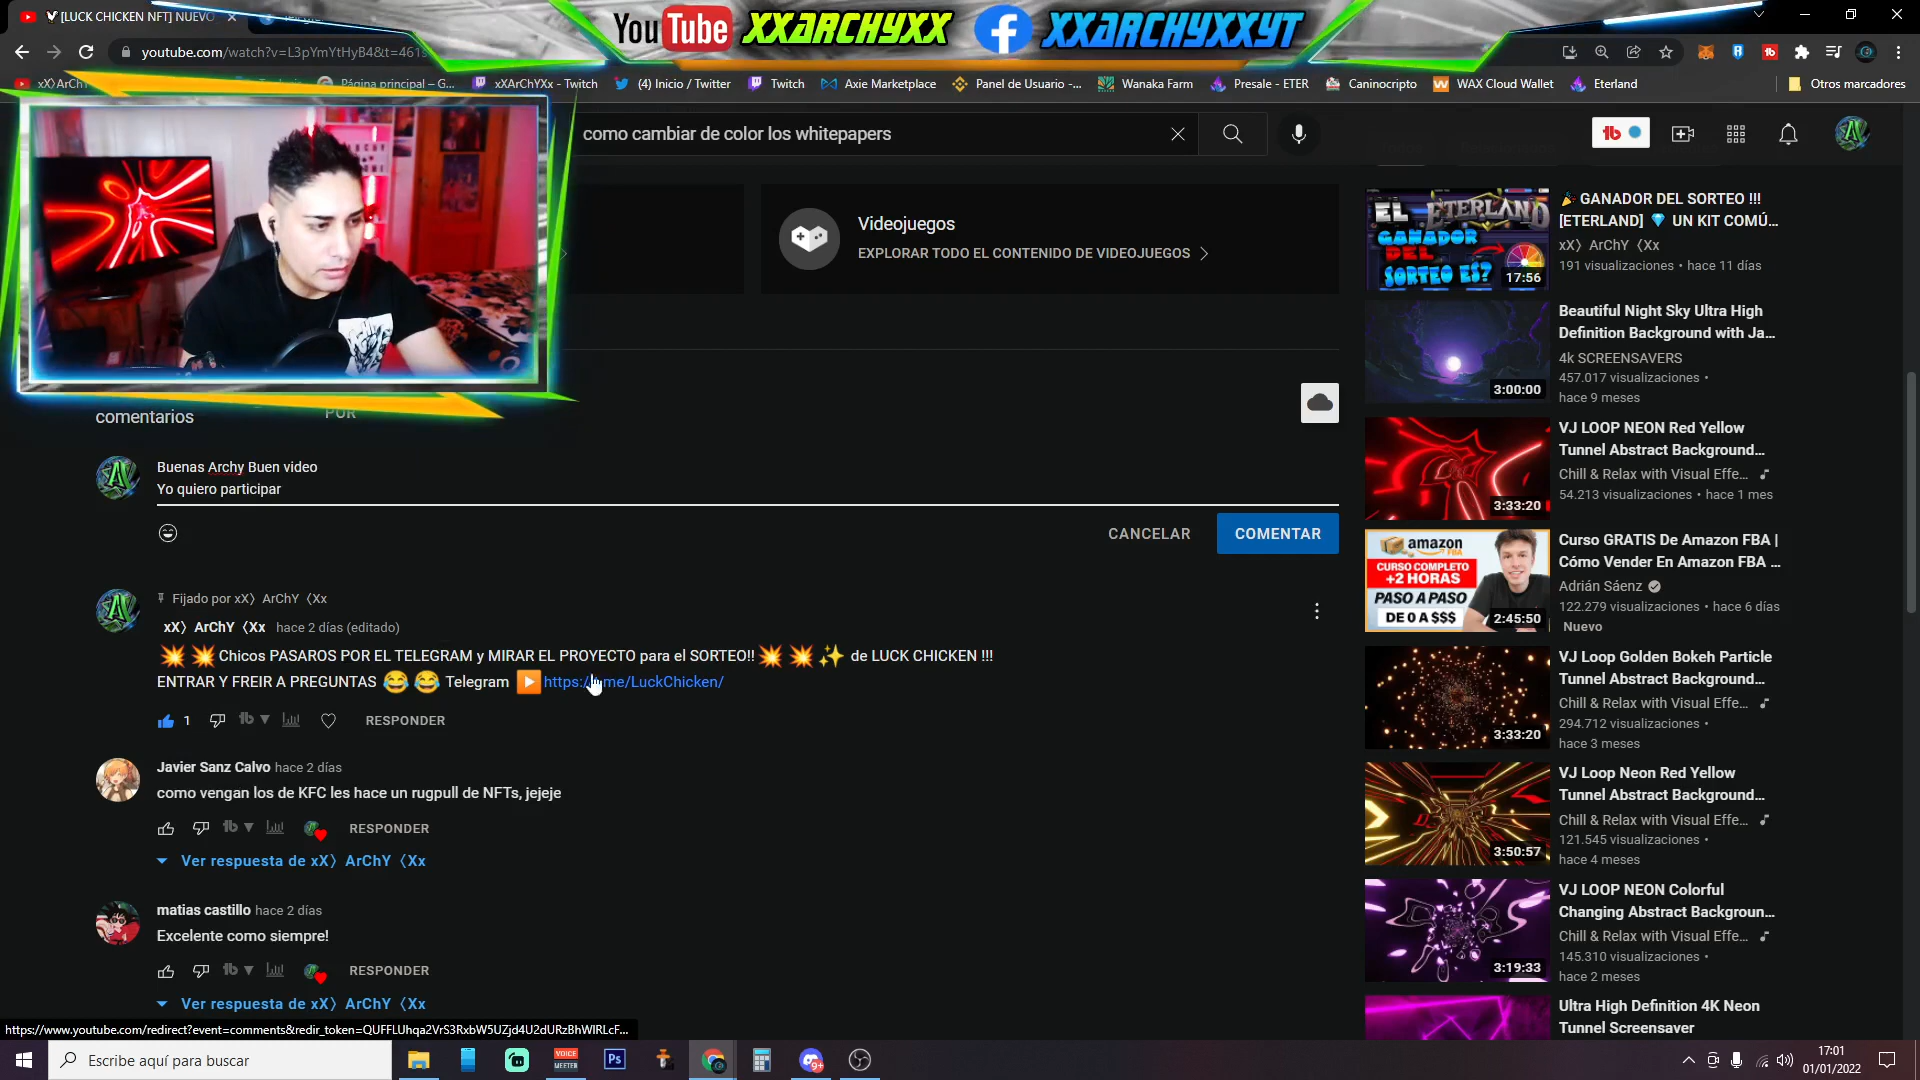 [LUCK CHICKEN NFT] NUEVO
YouTube XXARCHYXX
XXARCHYXXYT
youtube.com/watch?v=L3pYmYtHyB4&t=461s
xX》ArCh
Página principal – G...
xXArChYXx - Twitch
(4) Inicio / Twitter
Twitch
Axie Marketplace
Panel de Usuario -...
Wanaka Farm
Presale - ETER
Caninocripto
WAX Cloud Wallet
Eterland
Otros marcadores
como cambiar de color los whitepapers
Videojuegos
EXPLORAR TODO EL CONTENIDO DE VIDEOJUEGOS
comentarios
POR
Buenas Archy Buen video
Yo quiero participar
CANCELAR
COMENTAR
Fijado por xX》 ArChY 《Xx
xX》 ArChY 《Xx hace 2 días (editado)
💥 💥 Chicos PASAROS POR EL TELEGRAM y MIRAR EL PROYECTO para el SORTEO!! 💥 💥 ✨ de LUCK CHICKEN !!!
ENTRAR Y FREIR A PREGUNTAS 😂 😂 Telegram ▶️ https:/ me/LuckChicken/
1
RESPONDER
Javier Sanz Calvo hace 2 días
como vengan los de KFC les hace un rugpull de NFTs, jejeje
RESPONDER
Ver respuesta de xX》 ArChY 《Xx
matias castillo hace 2 días
Excelente como siempre!
RESPONDER
Ver respuesta de xX》 ArChY 《Xx
EL ETERLAND
GANADOR
DEL
SORTEO ES?
17:56
🎉 GANADOR DEL SORTEO !!!
[ETERLAND] 💎 UN KIT COMÚ...
xX》 ArChY 《Xx
191 visualizaciones • hace 11 días
3:00:00
Beautiful Night Sky Ultra High
Definition Background with Ja...
4k SCREENSAVERS
457.017 visualizaciones •
hace 9 meses
3:33:20
VJ LOOP NEON Red Yellow
Tunnel Abstract Background...
Chill & Relax with Visual Effe...
54.213 visualizaciones • hace 1 mes
amazon
FBA
CURSO COMPLETO
+2 HORAS
PASO A PASO
DE 0 A $$$
2:45:50
Curso GRATIS De Amazon FBA |
Cómo Vender En Amazon FBA ...
Adrián Sáenz
122.279 visualizaciones • hace 6 días
Nuevo
3:33:20
VJ Loop Golden Bokeh Particle
Tunnel Abstract Background...
Chill & Relax with Visual Effe...
294.712 visualizaciones •
hace 3 meses
3:50:57
VJ Loop Neon Red Yellow
Tunnel Abstract Background...
Chill & Relax with Visual Effe...
121.545 visualizaciones •
hace 4 meses
3:19:33
VJ LOOP NEON Colorful
Changing Abstract Backgroun...
Chill & Relax with Visual Effe...
145.310 visualizaciones •
hace 2 meses
Ultra High Definition 4K Neon
Tunnel Screensaver
https://www.youtube.com/redirect?event=comments&redir_token=QUFFLUhqa2VrS3RxbW5UZjd4U2dURzBhWlRLcF...
Escribe aquí para buscar
VOICE
MEETER
Ps
17:01
01/01/2022